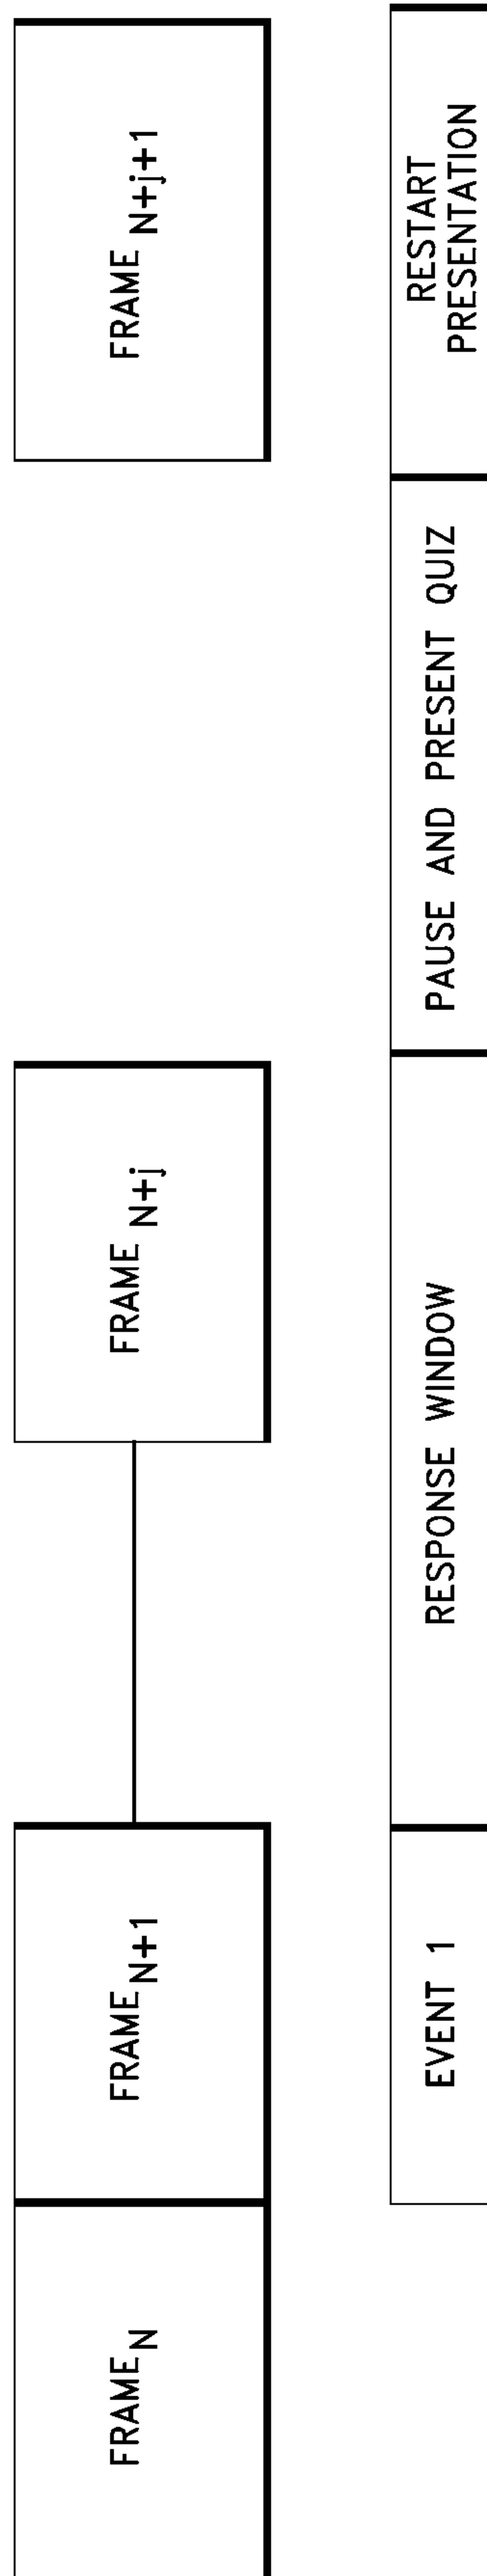 FRAME N
FRAME N+1
FRAME N+j
FRAME N+j+1
EVENT 1
RESPONSE WINDOW
PAUSE AND PRESENT QUIZ
RESTART
PRESENTATION